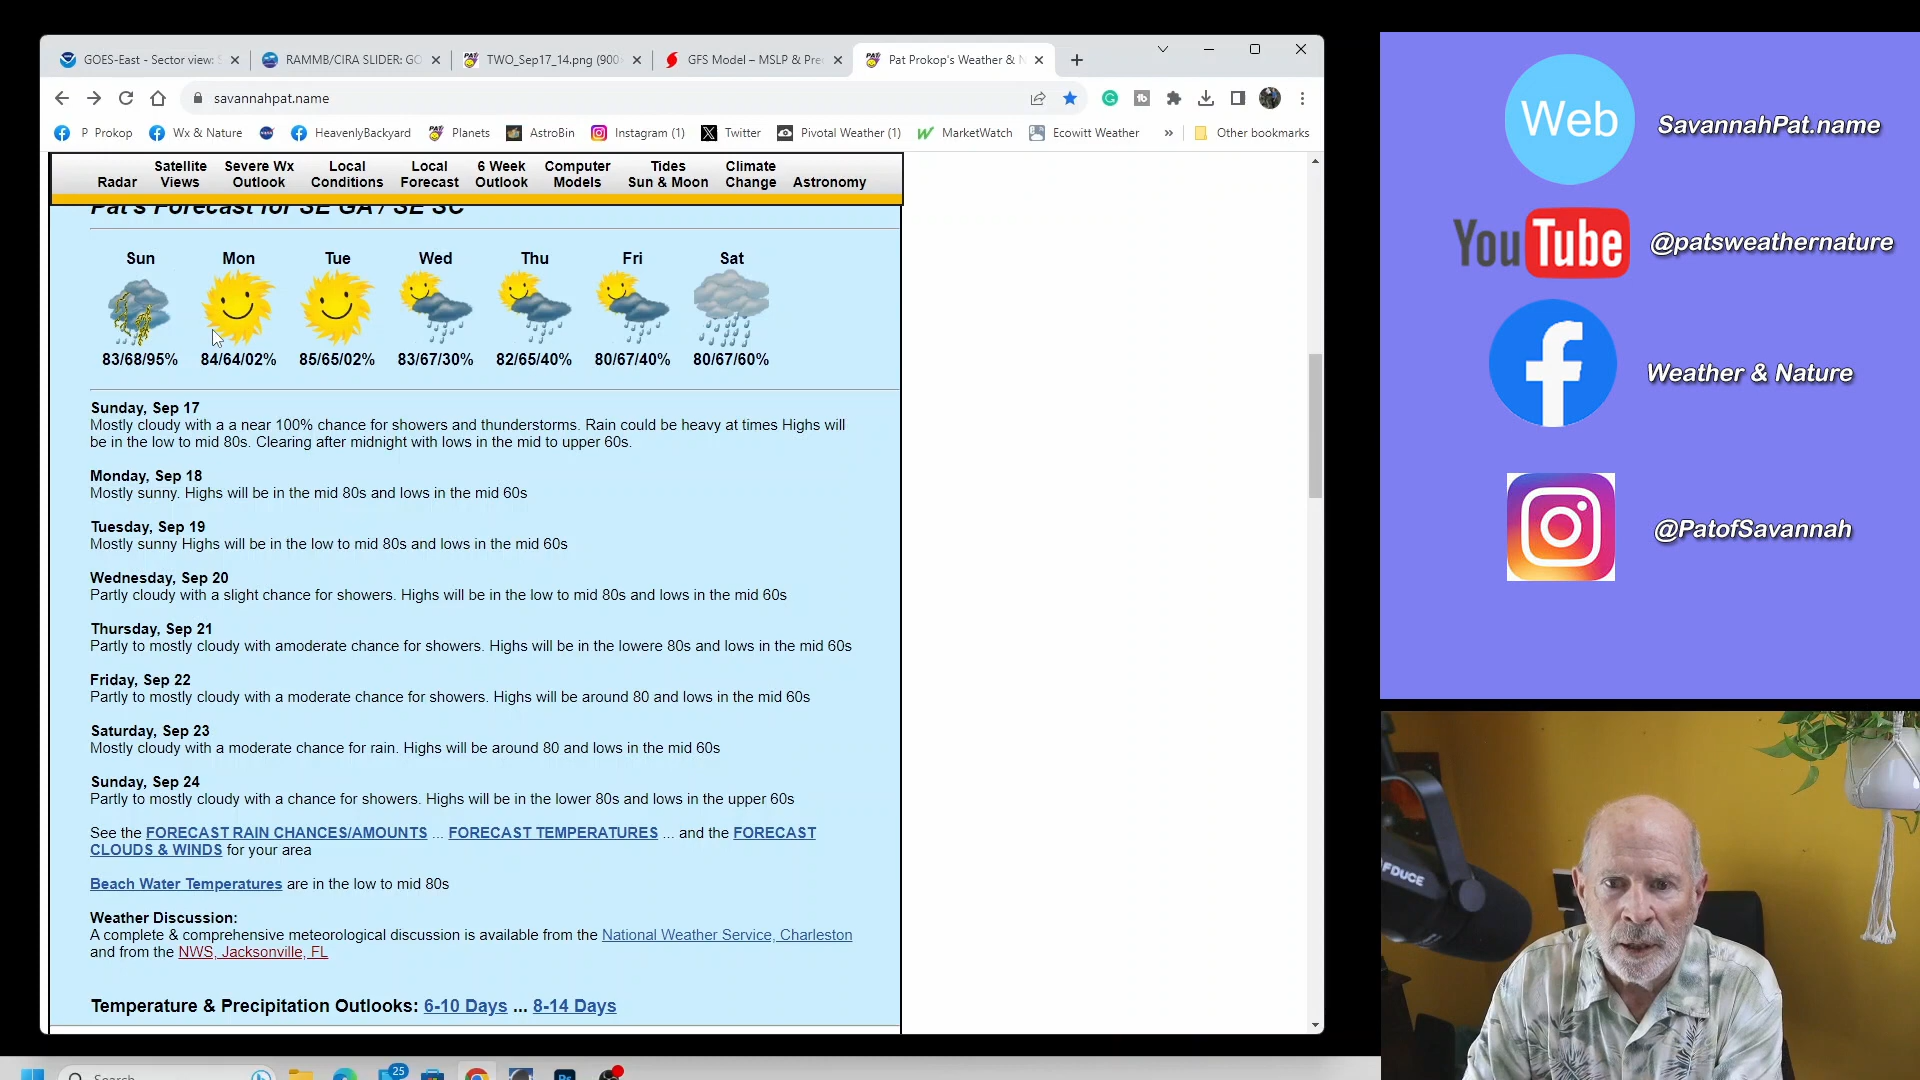 GOES-East - Sector view:
RAMMB/CIRA SLIDER: GO
TWO_Sep17_14.png (900
GFS Model – MSLP & Pre
Pat Prokop's Weather & N
savannahpat.name
P Prokop
Wx & Nature
HeavenlyBackyard
Planets
AstroBin
Instagram (1)
Twitter
Pivotal Weather (1)
MarketWatch
Ecowitt Weather
»
Other bookmarks
Radar
Satellite Views
Severe Wx Outlook
Local Conditions
Local Forecast
6 Week Outlook
Computer Models
Tides Sun & Moon
Climate Change
Astronomy
Pat's Forecast for SE GA / SE SC
Sun Mon Tue Wed Thu Fri Sat
83/68/95% 84/64/02% 85/65/02% 83/67/30% 82/65/40% 80/67/40% 80/67/60%
Sunday, Sep 17
Mostly cloudy with a a near 100% chance for showers and thunderstorms. Rain could be heavy at times Highs will
be in the low to mid 80s. Clearing after midnight with lows in the mid to upper 60s.
Monday, Sep 18
Mostly sunny. Highs will be in the mid 80s and lows in the mid 60s
Tuesday, Sep 19
Mostly sunny Highs will be in the low to mid 80s and lows in the mid 60s
Wednesday, Sep 20
Partly cloudy with a slight chance for showers. Highs will be in the low to mid 80s and lows in the mid 60s
Thursday, Sep 21
Partly to mostly cloudy with amoderate chance for showers. Highs will be in the lowere 80s and lows in the mid 60s
Friday, Sep 22
Partly to mostly cloudy with a moderate chance for showers. Highs will be around 80 and lows in the mid 60s
Saturday, Sep 23
Mostly cloudy with a moderate chance for rain. Highs will be around 80 and lows in the mid 60s
Sunday, Sep 24
Partly to mostly cloudy with a chance for showers. Highs will be in the lower 80s and lows in the upper 60s
See the FORECAST RAIN CHANCES/AMOUNTS ... FORECAST TEMPERATURES ... and the FORECAST
CLOUDS & WINDS for your area
Beach Water Temperatures are in the low to mid 80s
Weather Discussion:
A complete & comprehensive meteorological discussion is available from the National Weather Service, Charleston
and from the NWS, Jacksonville, FL
Temperature & Precipitation Outlooks: 6-10 Days ... 8-14 Days
Search
25
Web
SavannahPat.name
YouTube
@patsweathernature
Weather & Nature
@PatofSavannah
FDUCE